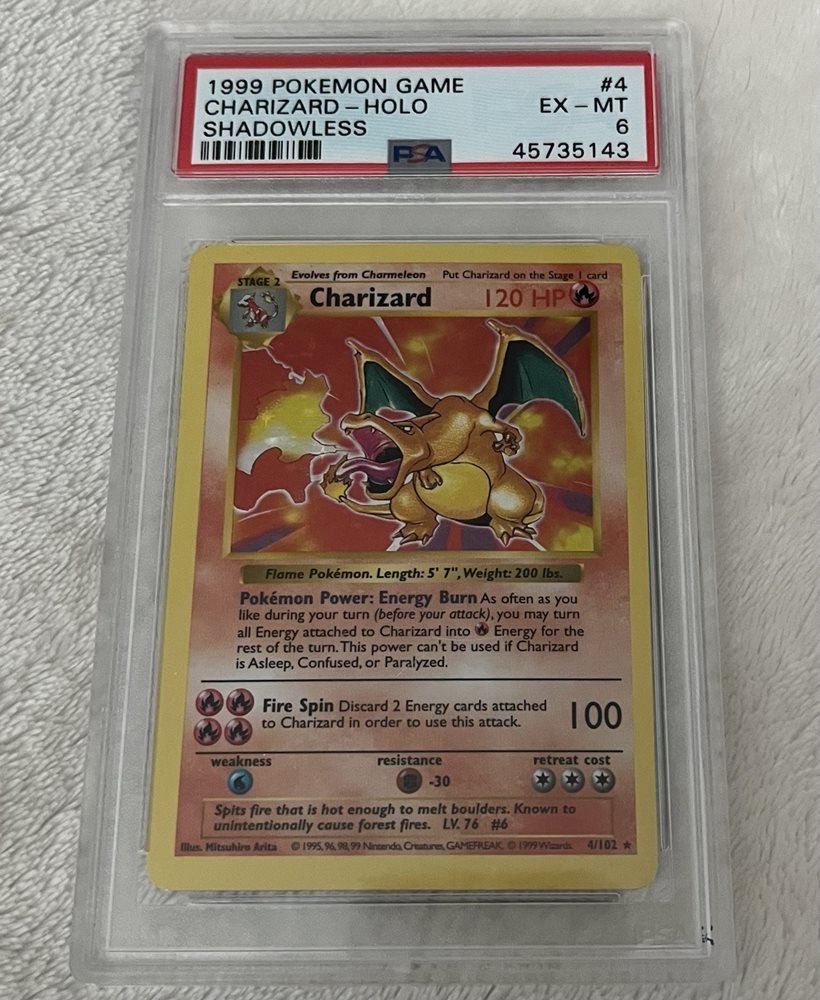 1999 POKEMON GAME #4
CHARIZARD - HOLO EX - MT
SHADOWLESS 6
PSA 45735143
STAGE 2 Evolves from Charmeleon Put Charizard on the Stage 1 card
Charizard 120 HP
Flame Pokémon. Length: 5' 7", Weight: 200 lbs.
Pokémon Power: Energy Burn As often as you
like during your turn (before your attack), you may turn
all Energy attached to Charizard into Energy for the
rest of the turn. This power can't be used if Charizard
is Asleep, Confused, or Paralyzed.
Fire Spin Discard 2 Energy cards attached
to Charizard in order to use this attack. 100
weakness resistance retreat cost
-30
Spits fire that is hot enough to melt boulders. Known to
unintentionally cause forest fires. LV. 76 #6
Illus. Mitsuhiro Arita © 1995, 96, 98, 99 Nintendo, Creatures, GAMEFREAK. © 1999 Wizards. 4/102